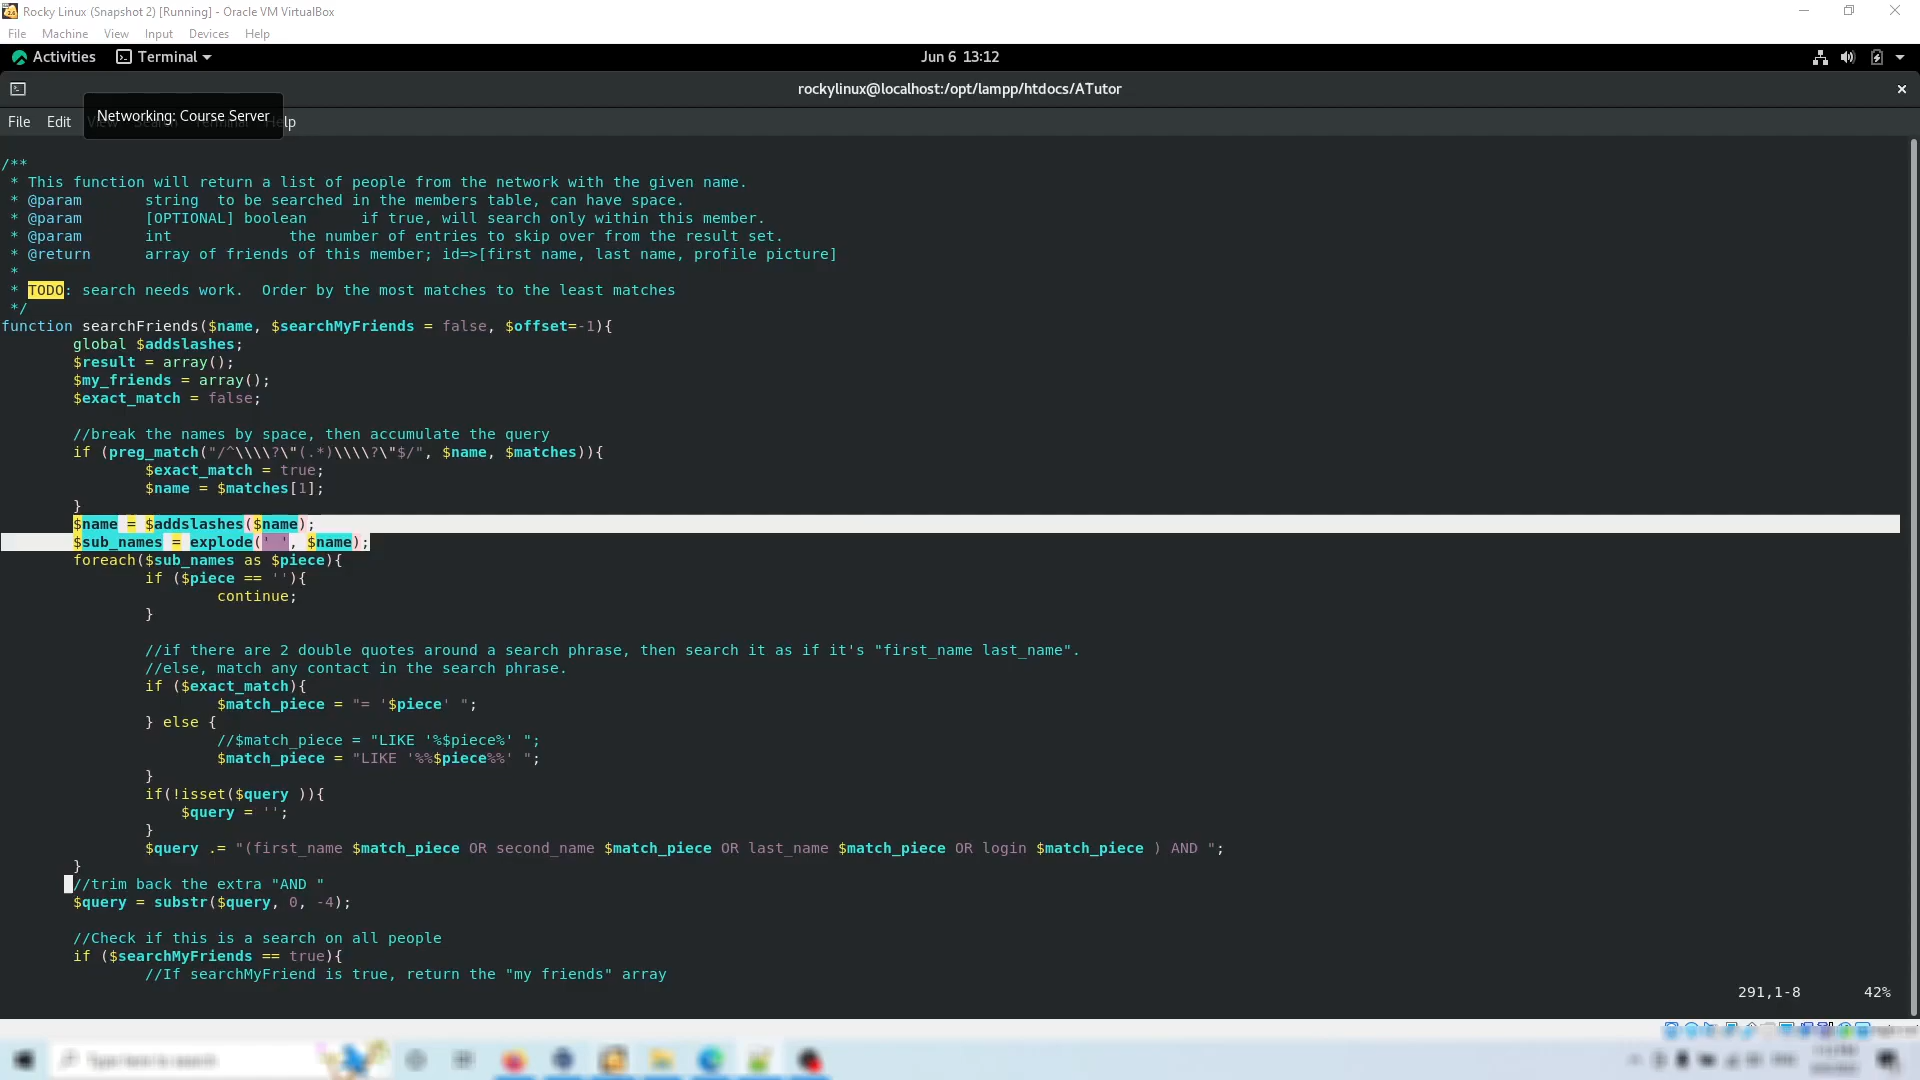 Rocky Linux (Snapshot 2) [Running] - Oracle VM VirtualBox
File Machine View Input Devices Help
Activities Terminal Jun 6 13:12
rockylinux@localhost:/opt/lampp/htdocs/ATutor
Networking: Course Server
File Edit View Search Terminal Help
/**
 * This function will return a list of people from the network with the given name.
 * @param string to be searched in the members table, can have space.
 * @param [OPTIONAL] boolean if true, will search only within this member.
 * @param int the number of entries to skip over from the result set.
 * @return array of friends of this member; id=>[first name, last name, profile picture]
 *
 * TODO: search needs work.  Order by the most matches to the least matches
 */
function searchFriends($name, $searchMyFriends = false, $offset=-1){
        global $addslashes;
        $result = array();
        $my_friends = array();
        $exact_match = false;
        //break the names by space, then accumulate the query
        if (preg_match("/^\\\\?\"(.*)\\\\?\"$/", $name, $matches)){
                $exact_match = true;
                $name = $matches[1];
        }
        $name = $addslashes($name);
        $sub_names = explode(' ', $name);
        foreach($sub_names as $piece){
                if ($piece == ''){
                        continue;
                }
                //if there are 2 double quotes around a search phrase, then search it as if it's "first_name last_name".
                //else, match any contact in the search phrase.
                if ($exact_match){
                        $match_piece = "= '$piece' ";
                } else {
                        //$match_piece = "LIKE '%$piece%' ";
                        $match_piece = "LIKE '%%$piece%%' ";
                }
                if(!isset($query )){
                    $query = '';
                }
                $query .= "(first_name $match_piece OR second_name $match_piece OR last_name $match_piece OR login $match_piece ) AND ";
        }
        //trim back the extra "AND "
        $query = substr($query, 0, -4);
        //Check if this is a search on all people
        if ($searchMyFriends == true){
                //If searchMyFriend is true, return the "my friends" array
291,1-8 42%
Type here to search